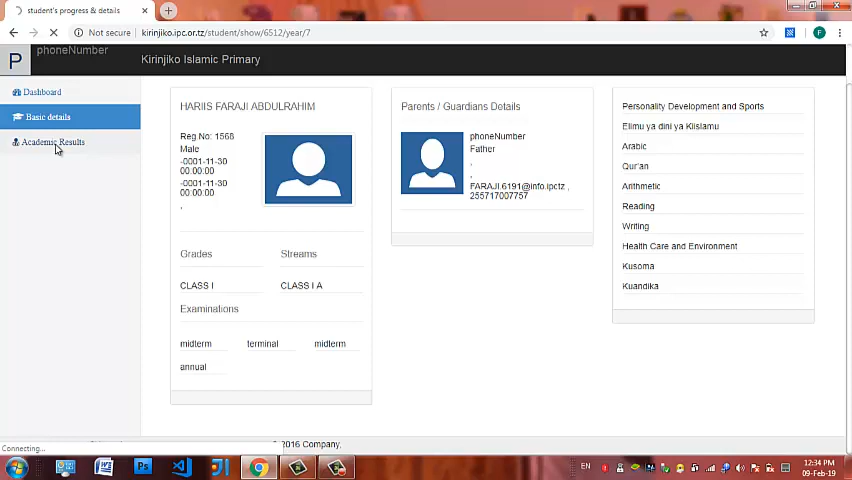 student's progress & details
Not secure
kirinjiko.ipc.or.tz/student/show/6512/year/7
F
P
phoneNumber
Kirinjiko Islamic Primary
Dashboard
Basic details
Academic Results
HARIIS FARAJI ABDULRAHIM
Reg.No: 1566
Male
-0001-11-30
00:00:00
-0001-11-30
00:00:00
,
Grades
Streams
CLASS I
CLASS I A
Examinations
midterm
terminal
midterm
annual
Parents / Guardians Details
phoneNumber
Father
,
,
FARAJI.6191@info.ipctz ,
255717007757
Personality Development and Sports
Elimu ya dini ya Kiislamu
Arabic
Qur'an
Arithmetic
Reading
Writing
Health Care and Environment
Kusoma
Kuandika
Connecting...
2016 Company,
EN
12:34 PM
09-Feb-19